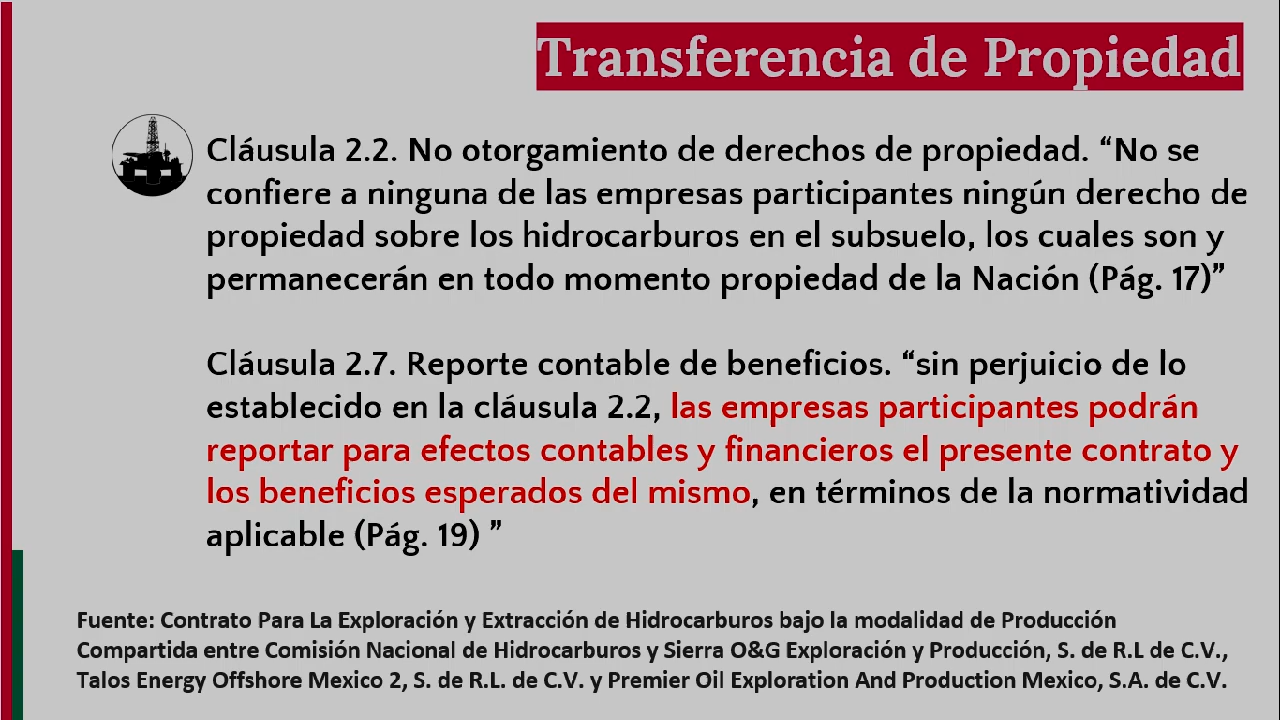 Transferencia de Propiedad
Cláusula 2.2. No otorgamiento de derechos de propiedad. “No se
confiere a ninguna de las empresas participantes ningún derecho de
propiedad sobre los hidrocarburos en el subsuelo, los cuales son y
permanecerán en todo momento propiedad de la Nación (Pág. 17)”
Cláusula 2.7. Reporte contable de beneficios. “sin perjuicio de lo
establecido en la cláusula 2.2, las empresas participantes podrán
reportar para efectos contables y financieros el presente contrato y
los beneficios esperados del mismo, en términos de la normatividad
aplicable (Pág. 19) ”
Fuente: Contrato Para La Exploración y Extracción de Hidrocarburos bajo la modalidad de Producción
Compartida entre Comisión Nacional de Hidrocarburos y Sierra O&G Exploración y Producción, S. de R.L de C.V.,
Talos Energy Offshore Mexico 2, S. de R.L. de C.V. y Premier Oil Exploration And Production Mexico, S.A. de C.V.